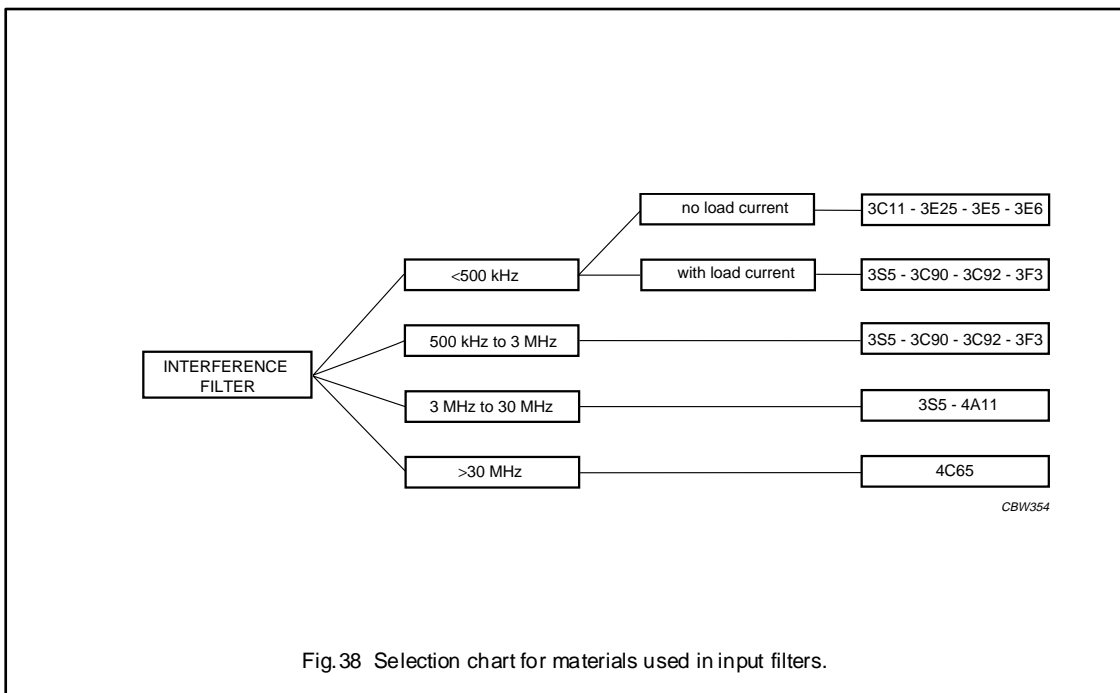 no load current
3C11 - 3E25 - 3E5 - 3E6
<500 kHz
with load current
3S5 - 3C90 - 3C92 - 3F3
500 kHz to 3 MHz
3S5 - 3C90 - 3C92 - 3F3
INTERFERENCE
FILTER
3 MHz to 30 MHz
3S5 - 4A11
>30 MHz
4C65
CBW354
Fig.38 Selection chart for materials used in input filters.